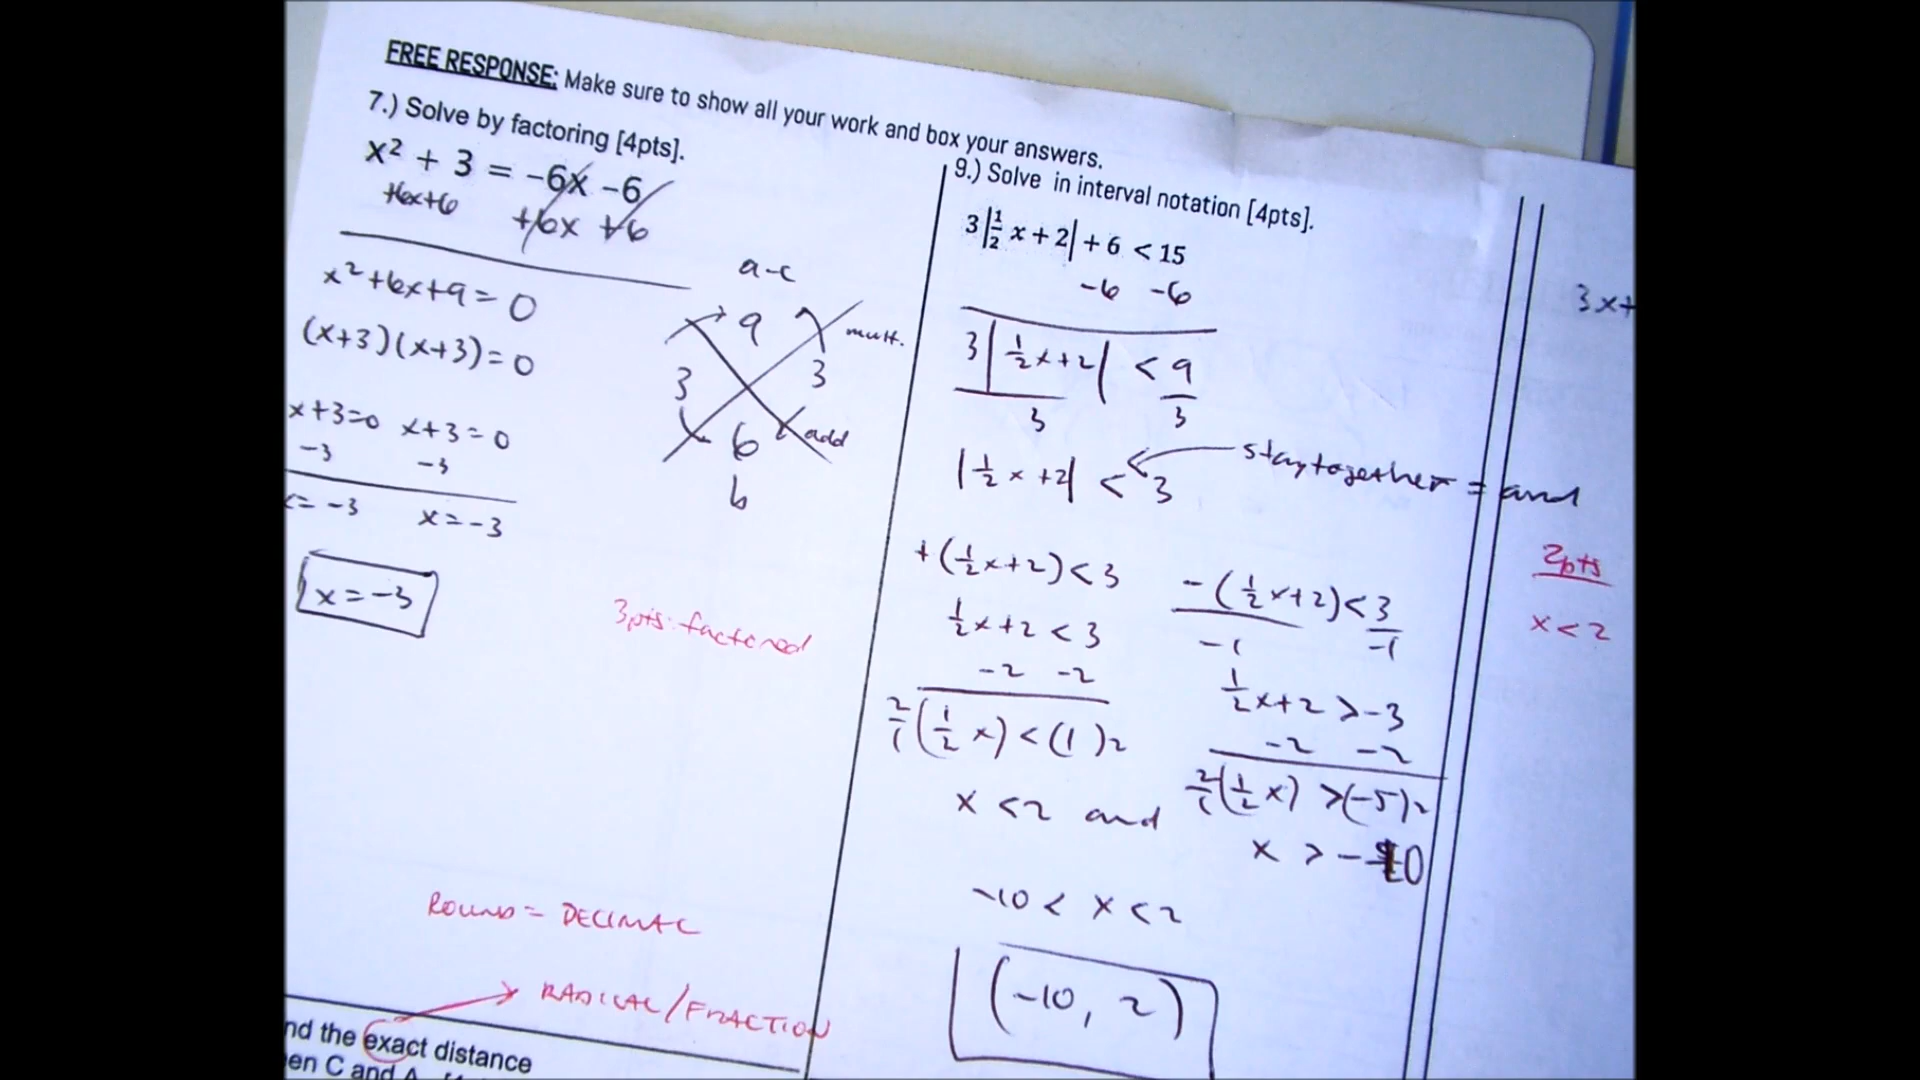 FREE RESPONSE: Make sure to show all your work and box your answers.
7.) Solve by factoring [4pts].
x² + 3 = -6x -6
+6x+6 +6x +6
x²+6x+9=0
(x+3)(x+3)=0
x+3=0 x+3=0
-3 -3
= -3 x=-3
x=-3
a-c
9 mult.
3 3
6 add
b
3pts: factored
ROUND = DECIMAL
RADICAL/FRACTION
nd the exact distance
en C and A
9.) Solve in interval notation [4pts].
3|1/2 x + 2| + 6 < 15
-6 -6
3|1/2 x+2| < 9
3 3
|1/2 x +2| < 3
stay together = and
+(1/2x+2)<3
1/2x+2 < 3
-2 -2
2/1(1/2 x) < (1)2
x <2 and
-(1/2x+2)<3
-1 -1
1/2x+2 >-3
-2 -2
2/1(1/2 x) >(-5)2
x > -10
-10 < x <2
(-10, 2)
3x+
2pts
x<2